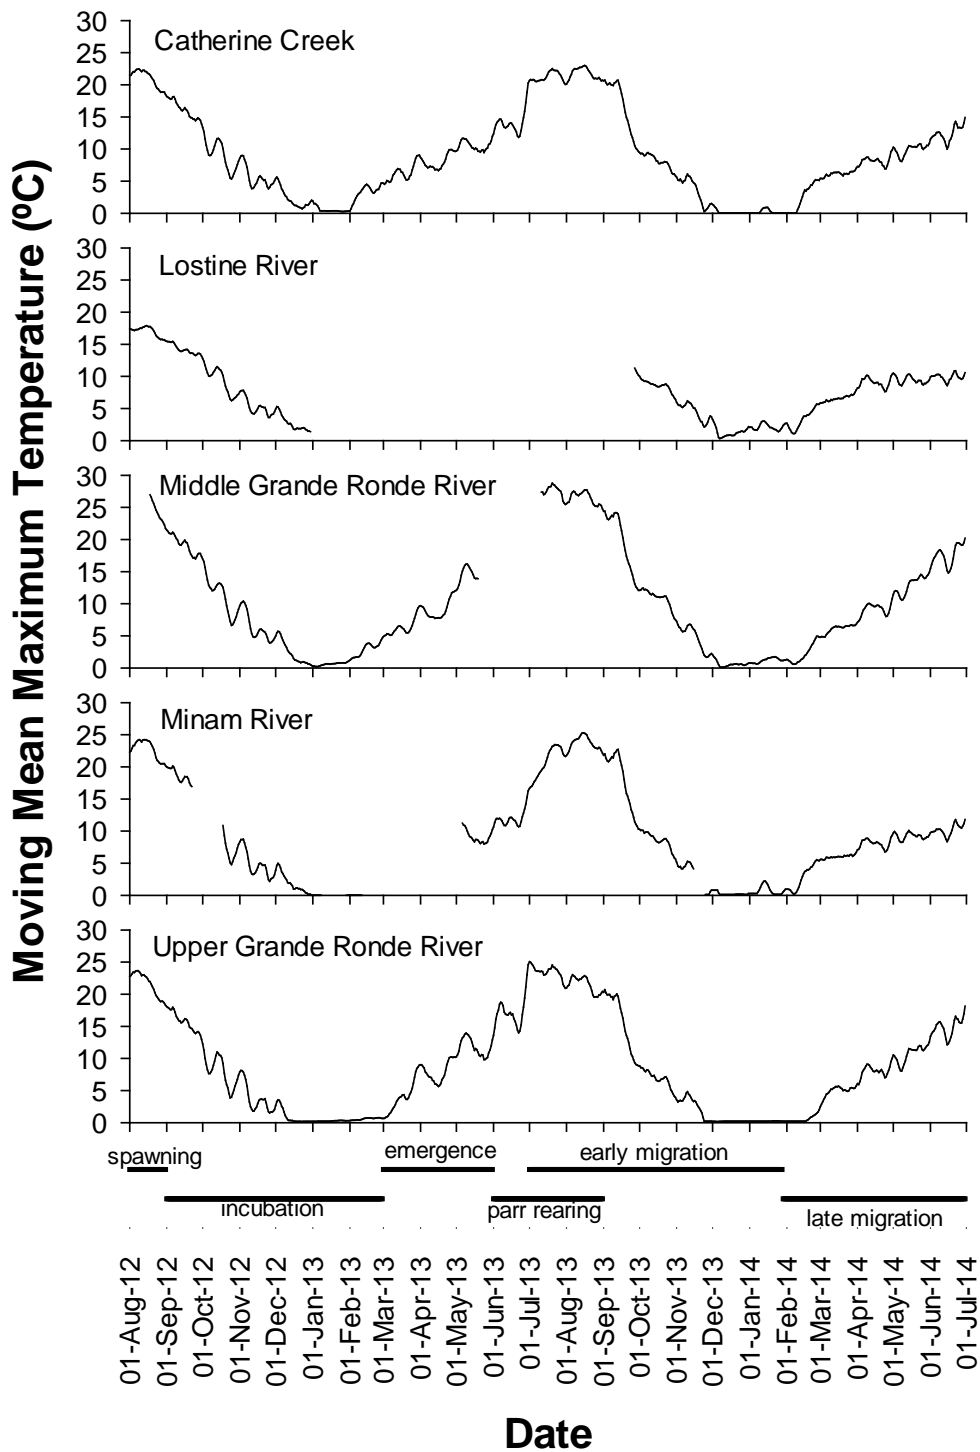 Moving Mean Maximum Temperature (ºC)
30
Catherine Creek
25
20
15
10
5
0
30
Lostine River
25
20
15
10
5
0
30
Middle Grande Ronde River
25
20
15
10
5
0
30
Minam River
25
20
15
10
5
0
30
Upper Grande Ronde River
25
20
15
10
5
0
spawning emergence early migration
incubation parr rearing late migration
01-Aug-12
01-Sep-12
01-Oct-12
01-Nov-12
01-Dec-12
01-Jan-13
01-Feb-13
01-Mar-13
01-Apr-13
01-May-13
01-Jun-13
01-Jul-13
01-Aug-13
01-Sep-13
01-Oct-13
01-Nov-13
01-Dec-13
01-Jan-14
01-Feb-14
01-Mar-14
01-Apr-14
01-May-14
01-Jun-14
01-Jul-14
Date